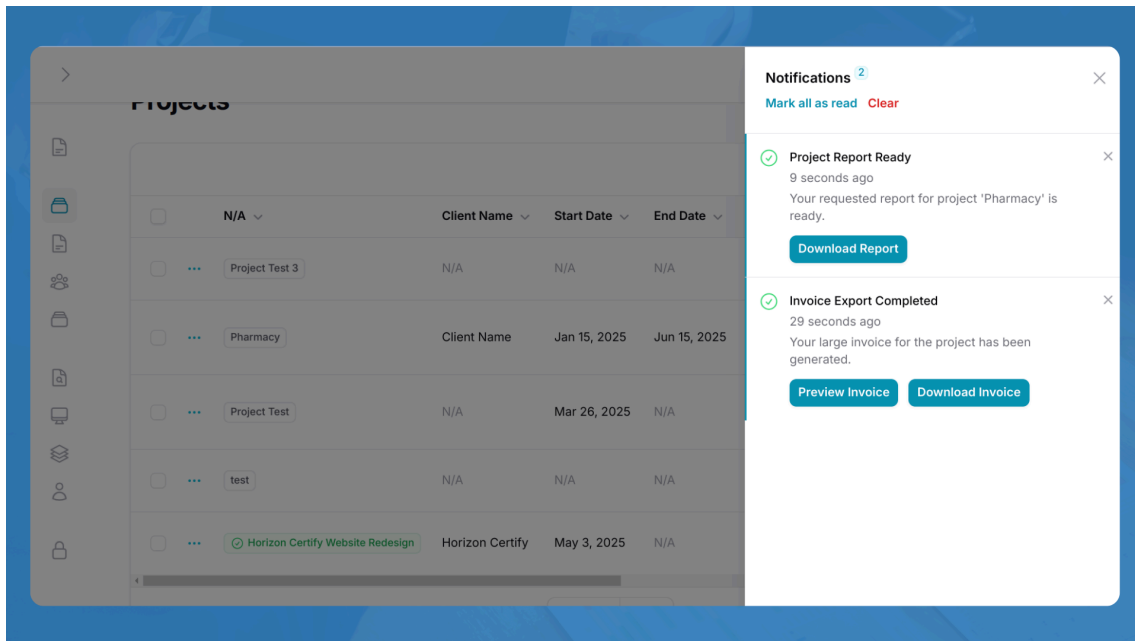 Projects
N/A Client Name Start Date End Date
Project Test 3 N/A N/A N/A
Pharmacy Client Name Jan 15, 2025 Jun 15, 2025
Project Test N/A Mar 26, 2025 N/A
test N/A N/A N/A
Horizon Certify Website Redesign Horizon Certify May 3, 2025 N/A
Notifications 2
Mark all as read Clear
Project Report Ready
9 seconds ago
Your requested report for project 'Pharmacy' is
ready.
Download Report
Invoice Export Completed
29 seconds ago
Your large invoice for the project has been
generated.
Preview Invoice Download Invoice